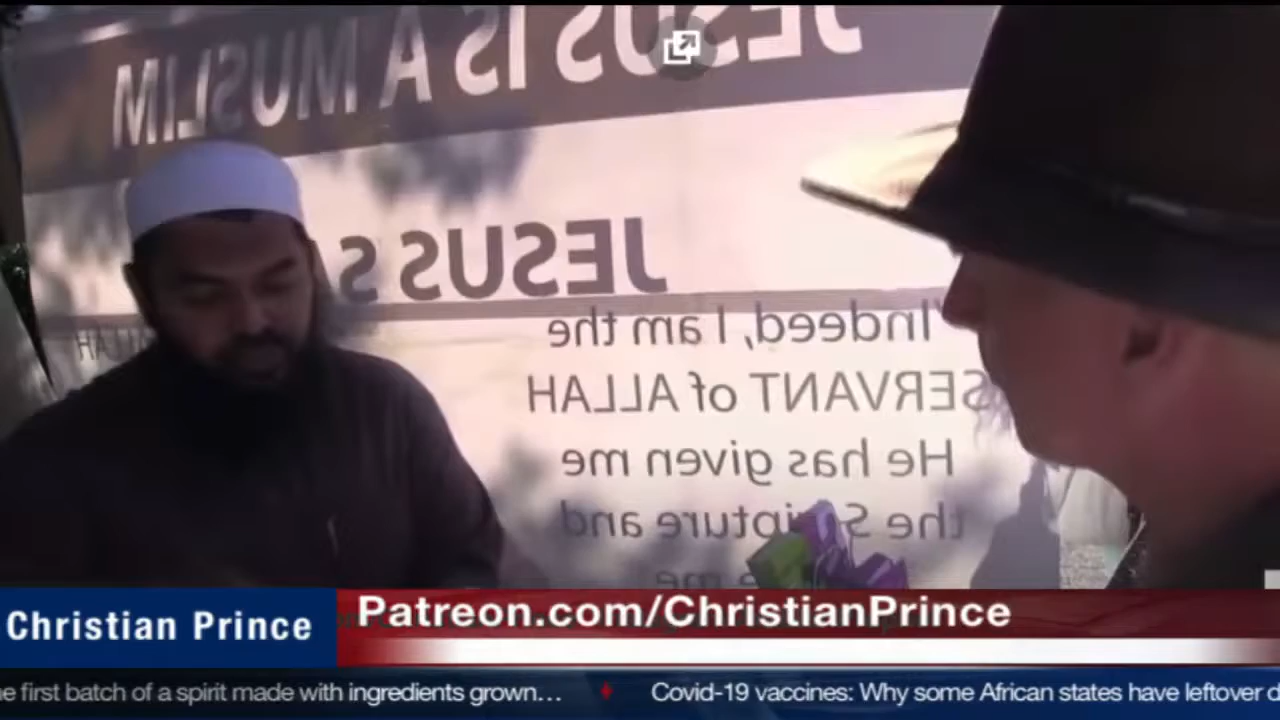 JESUS IS A MUSLIM
JESUS S
"Indeed, I am the
SERVANT of ALLAH
He has given me
the Scripture and
me
Christian Prince
Patreon.com/ChristianPrince
e first batch of a spirit made with ingredients grown…
Covid-19 vaccines: Why some African states have leftover d